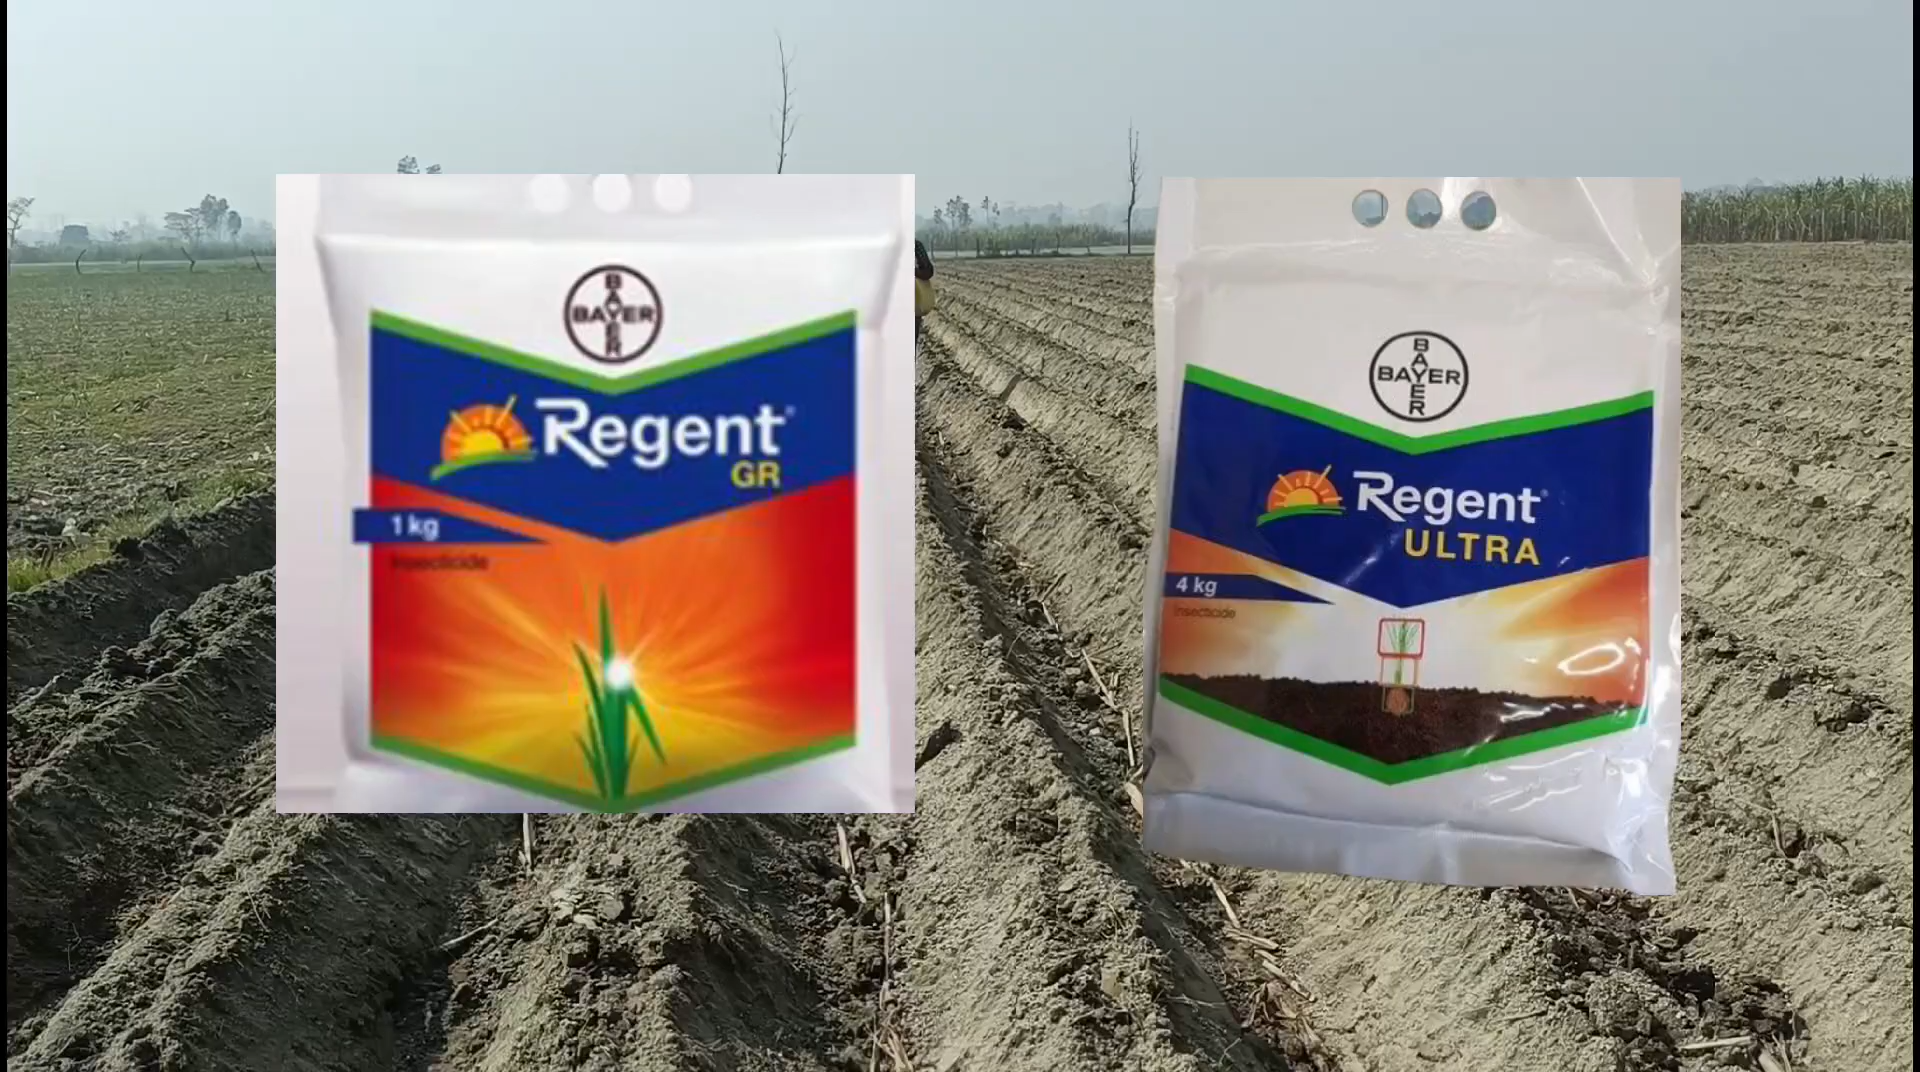 BAYER
BAYER
Regent
GR
1 kg
Insecticide
BAYER
BAYER
Regent
ULTRA
4 kg
Insecticide